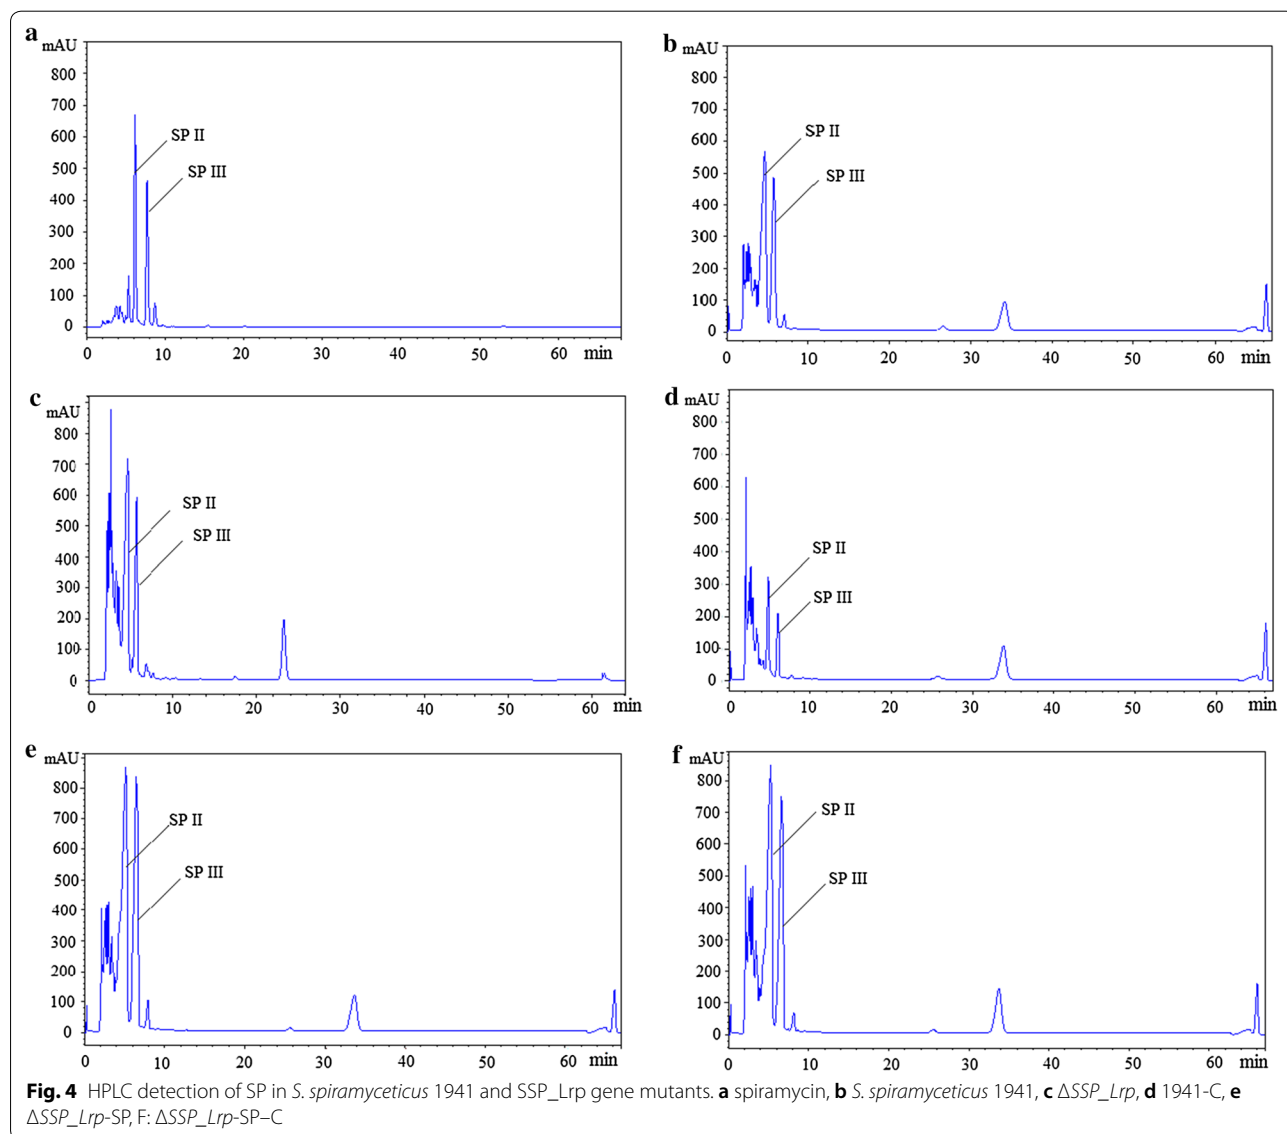 a
mAU
800
700
600
500
400
300
200
100
0
SP II
SP III
0 10 20 30 40 50 60 min
b
mAU
800
700
600
500
400
300
200
100
0
SP II
SP III
0 10 20 30 40 50 60 min
c
mAU
800
700
600
500
400
300
200
100
0
SP II
SP III
0 10 20 30 40 50 60 min
d
mAU
800
700
600
500
400
300
200
100
0
SP II
SP III
0 10 20 30 40 50 60 min
e
mAU
800
700
600
500
400
300
200
100
0
SP II
SP III
0 10 20 30 40 50 60 min
f
mAU
800
700
600
500
400
300
200
100
0
SP II
SP III
0 10 20 30 40 50 60 min
Fig. 4 HPLC detection of SP in S. spiramyceticus 1941 and SSP_Lrp gene mutants. a spiramycin, b S. spiramyceticus 1941, c ΔSSP_Lrp, d 1941-C, e
ΔSSP_Lrp-SP, F: ΔSSP_Lrp-SP–C